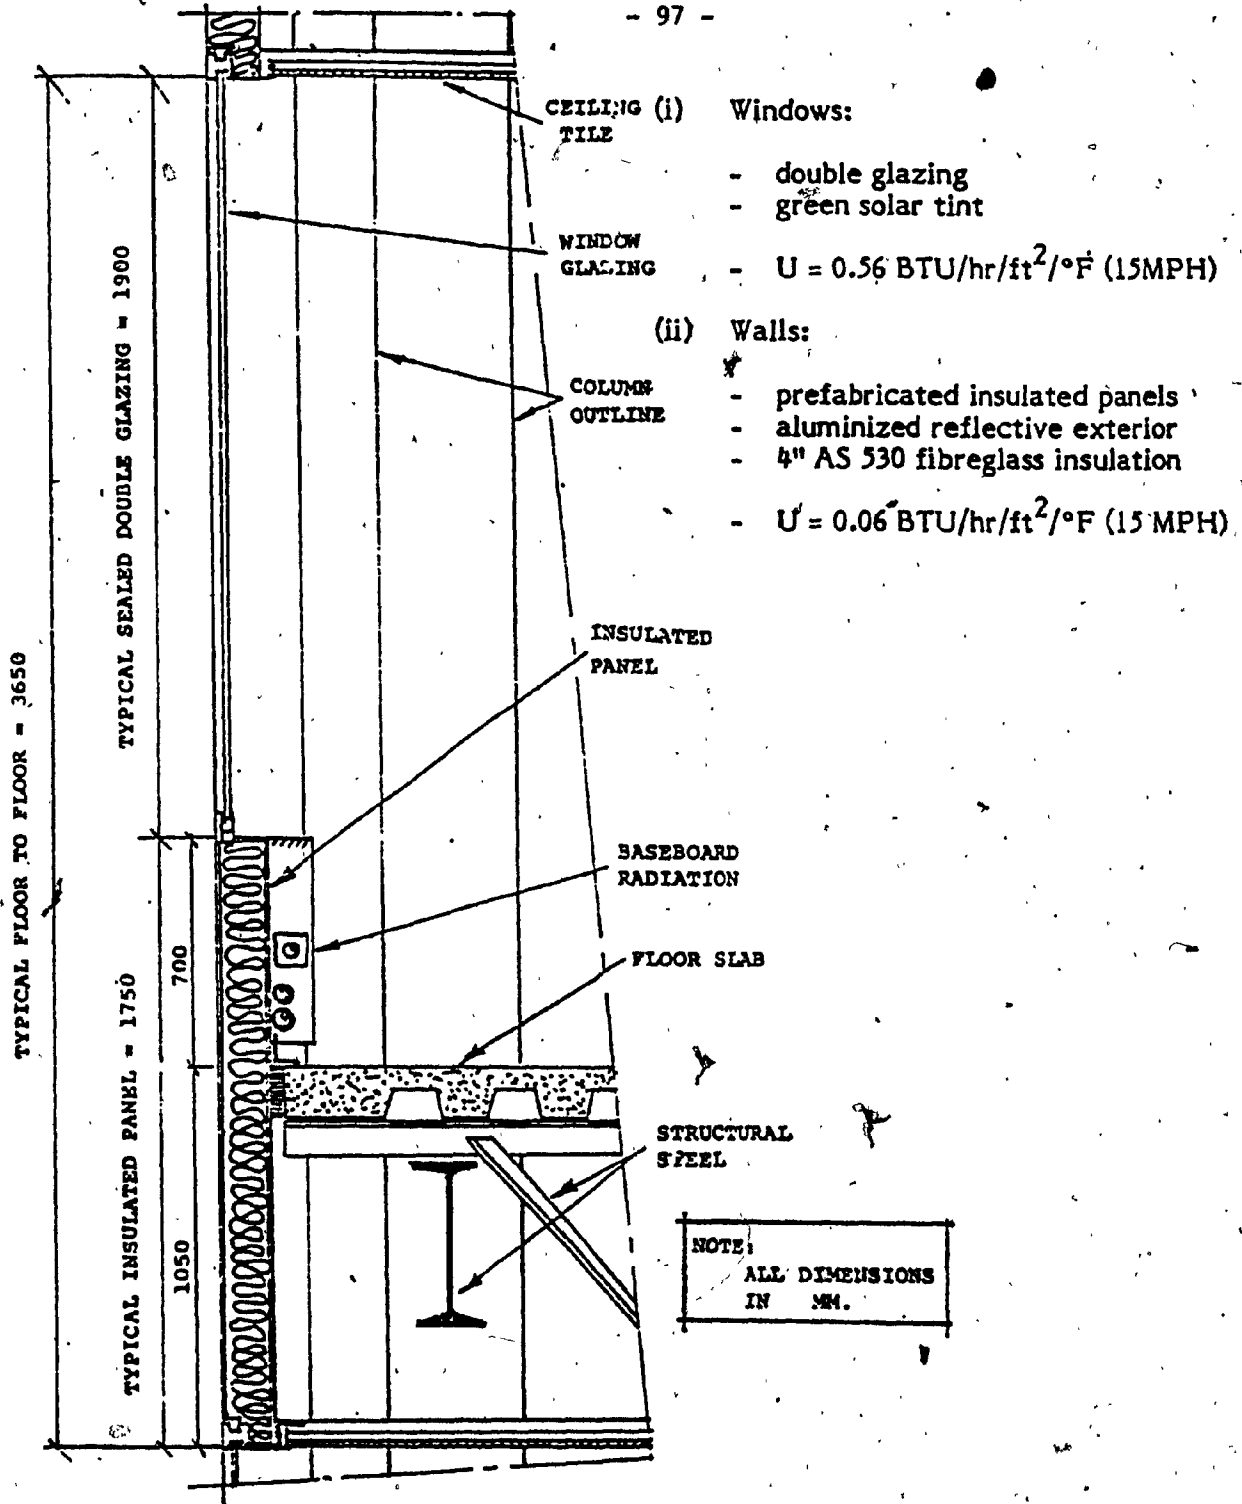 - 97 -
(i) Windows:
- double glazing
- green solar tint
- U = 0.56 BTU/hr/ft2/°F (15MPH)
(ii) Walls:
- prefabricated insulated panels
- aluminized reflective exterior
- 4" AS 530 fibreglass insulation
- U = 0.06 BTU/hr/ft2/°F (15 MPH)
CEILING
TILE
WINDOW
GLAZING
COLUMN
OUTLINE
INSULATED
PANEL
BASEBOARD
RADIATION
FLOOR SLAB
STRUCTURAL
STEEL
NOTE:
ALL DIMENSIONS
IN MM.
TYPICAL FLOOR TO FLOOR = 3650
TYPICAL SEALED DOUBLE GLAZING = 1900
TYPICAL INSULATED PANEL = 1750
700
1050